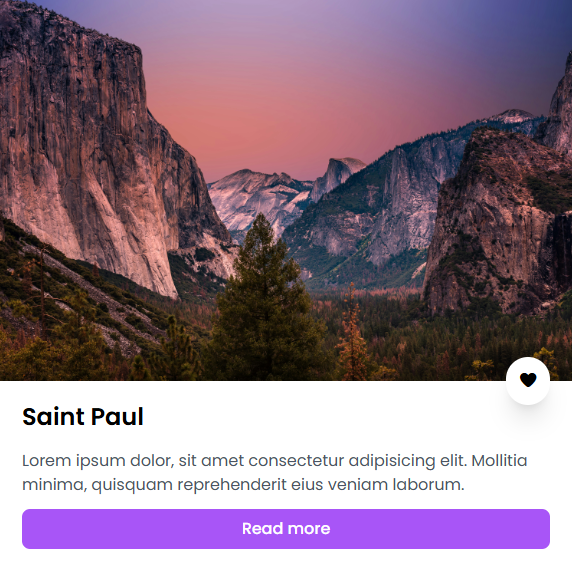 Saint Paul
Lorem ipsum dolor, sit amet consectetur adipisicing elit. Mollitia
minima, quisquam reprehenderit eius veniam laborum.
Read more